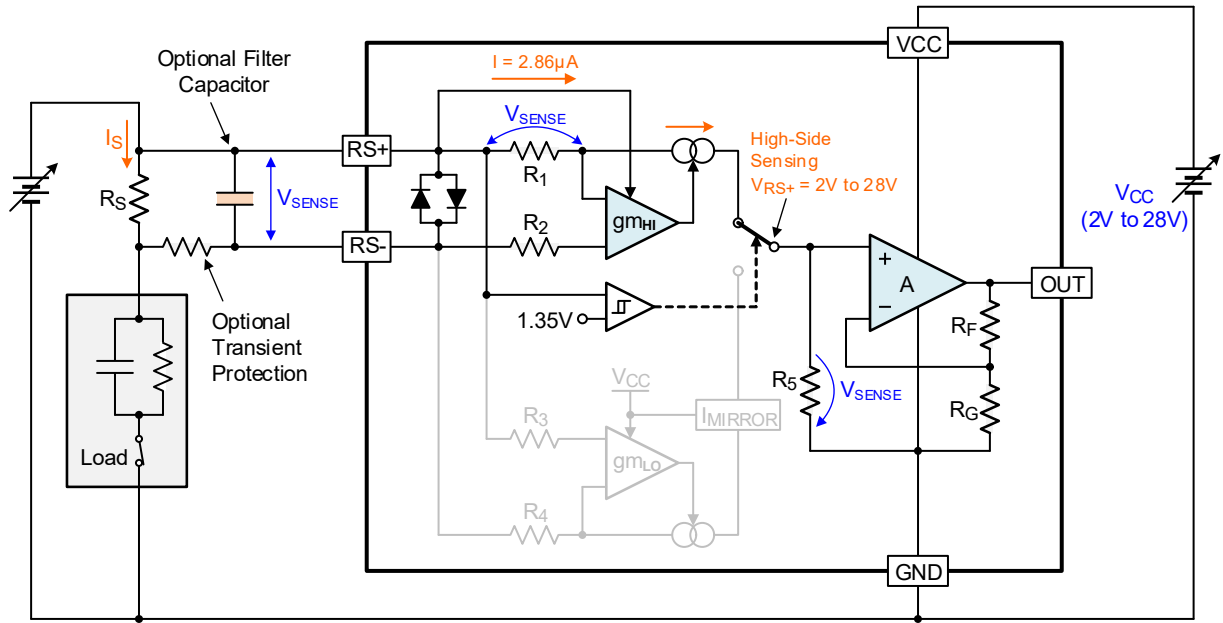 VCC
Optional Filter
Capacitor
I = 2.86µA
VSENSE
High-Side
Sensing
VRS+ = 2V to 28V
IS
RS+
R1
RS
VSENSE
gmHI
VCC
(2V to 28V)
R2
RS-
+
A
−
OUT
1.35V
RF
Optional
Transient
Protection
VCC
R5
VSENSE
IMIRROR
RG
R3
gmLO
Load
R4
GND